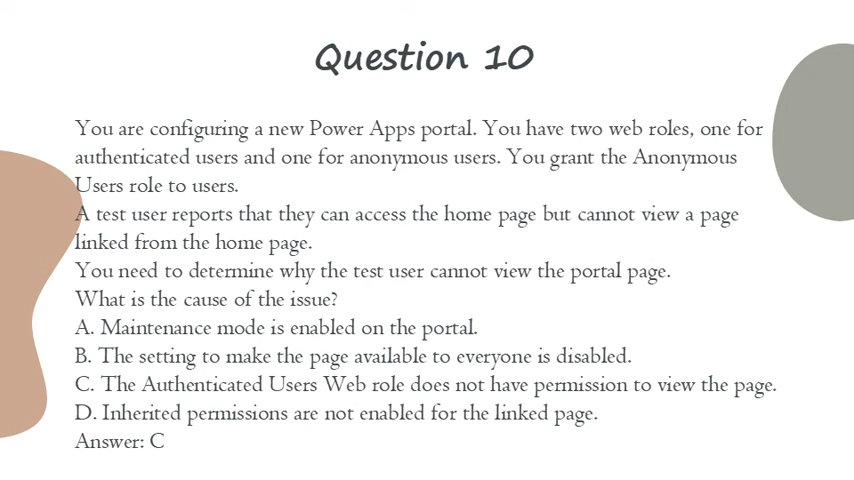 Question 10
You are configuring a new Power Apps portal. You have two web roles, one for
authenticated users and one for anonymous users. You grant the Anonymous
Users role to users.
A test user reports that they can access the home page but cannot view a page
linked from the home page.
You need to determine why the test user cannot view the portal page.
What is the cause of the issue?
A. Maintenance mode is enabled on the portal.
B. The setting to make the page available to everyone is disabled.
C. The Authenticated Users Web role does not have permission to view the page.
D. Inherited permissions are not enabled for the linked page.
Answer: C